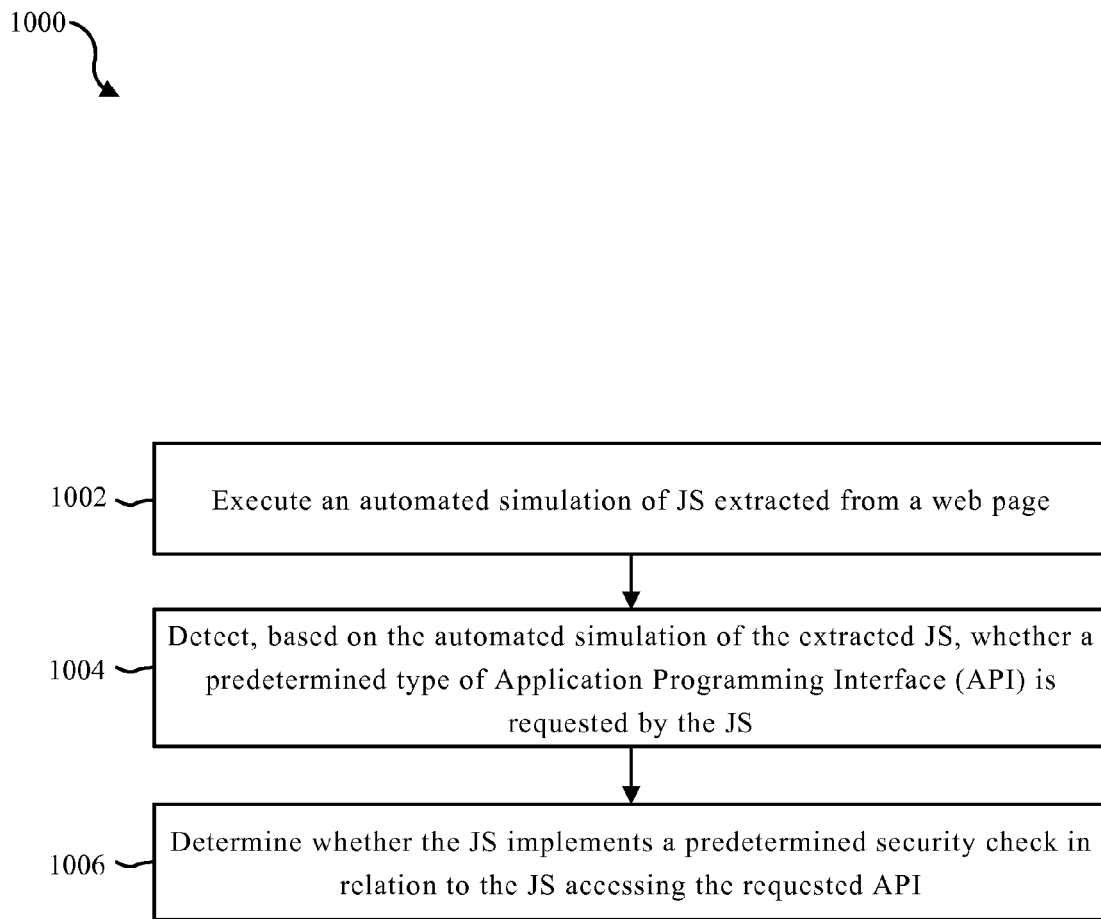 1000
1002
Execute an automated simulation of JS extracted from a web page
Detect, based on the automated simulation of the extracted JS, whether a
1004
predetermined type of Application Programming Interface (API) is
requested by the JS
Determine whether the JS implements a predetermined security check in
1006
relation to the JS accessing the requested API